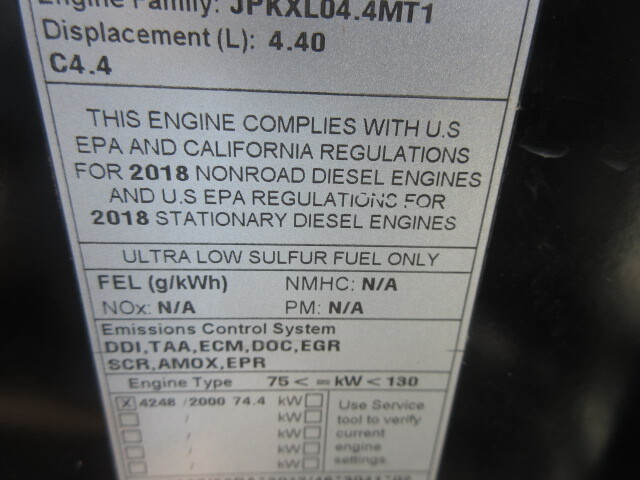 Engine Family: JPKXL04.4MT1
Displacement (L): 4.40
C4.4
THIS ENGINE COMPLIES WITH U.S
EPA AND CALIFORNIA REGULATIONS
FOR 2018 NONROAD DIESEL ENGINES
AND U.S EPA REGULATIONS FOR
2018 STATIONARY DIESEL ENGINES
ULTRA LOW SULFUR FUEL ONLY
FEL (g/kWh) NMHC: N/A
NOx: N/A PM: N/A
Emissions Control System
DDI,TAA,ECM,DOC,EGR
SCR,AMOX,EPR
Engine Type 75 < = kW < 130
X 4248 / 2000 74.4 kW Use Service
/ kW tool to verify
/ kW current
/ kW engine
/ kW settings.